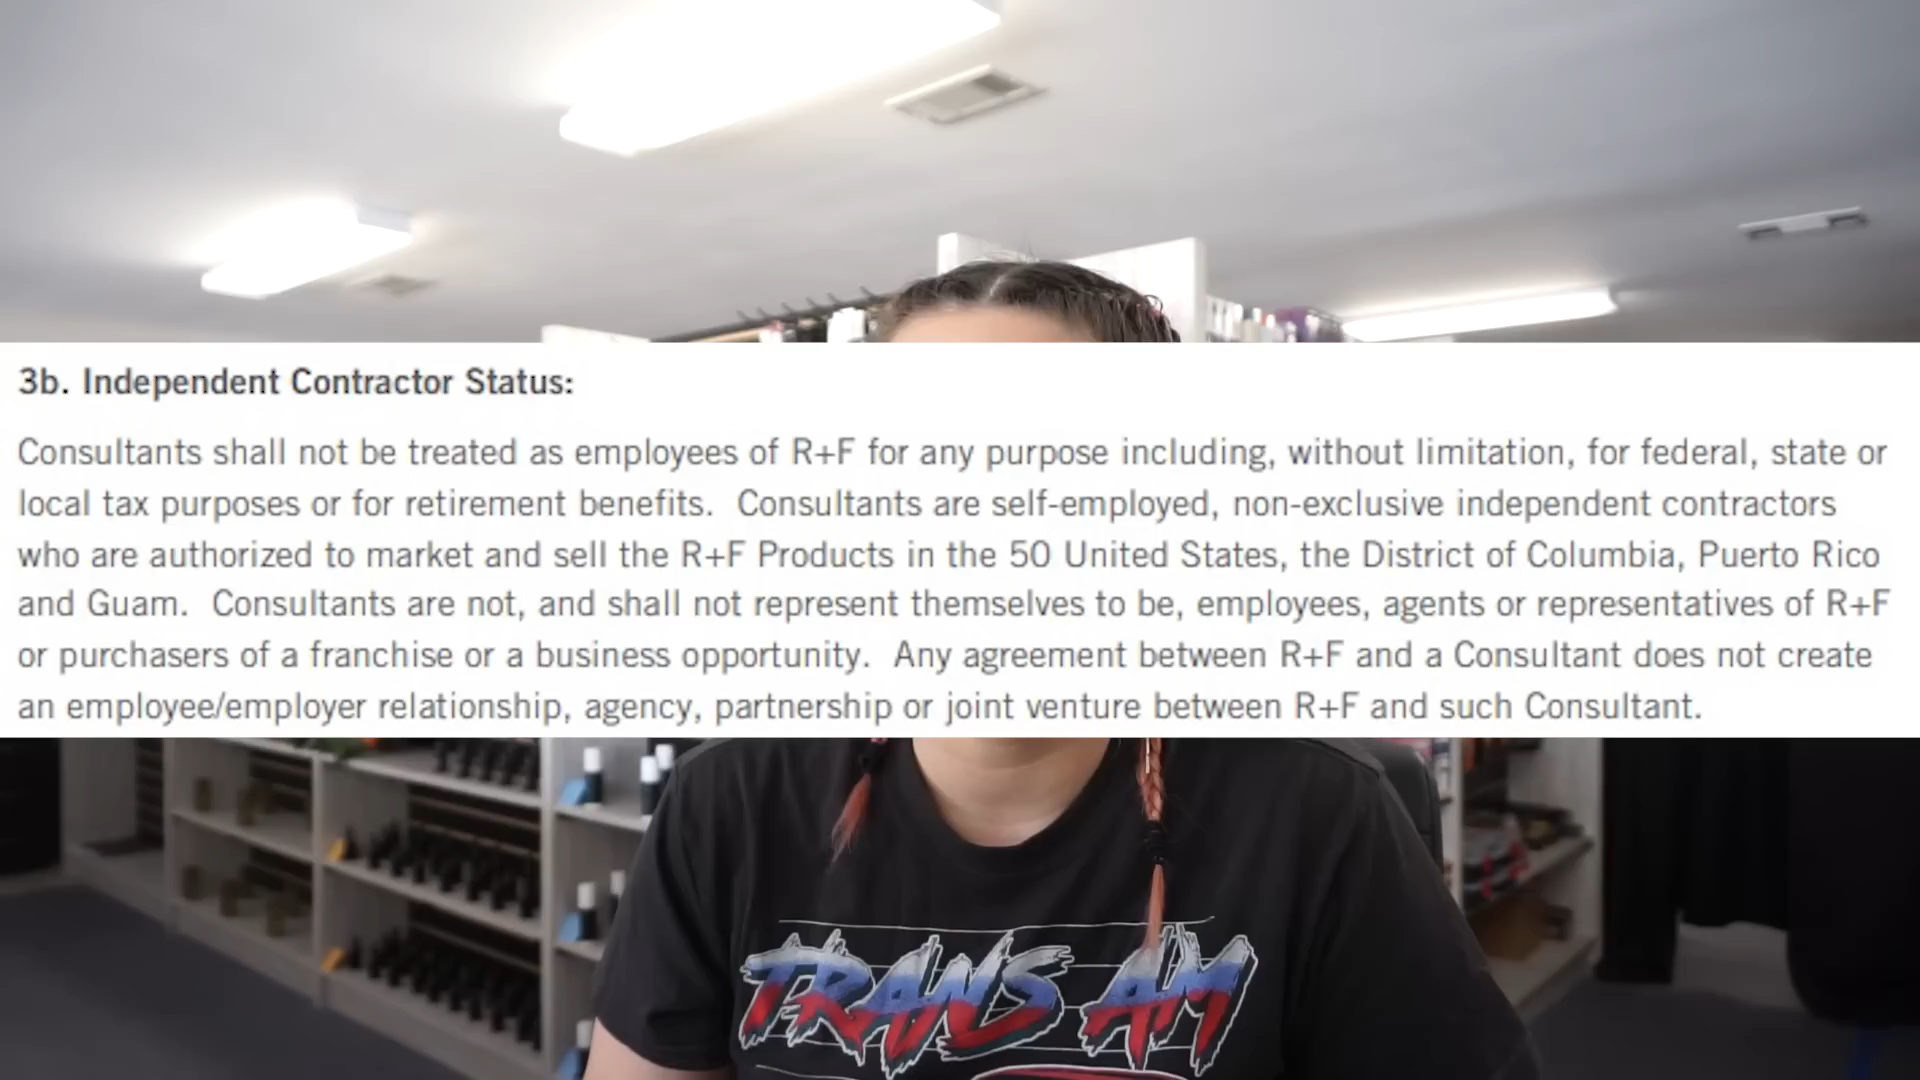 3b. Independent Contractor Status:
Consultants shall not be treated as employees of R+F for any purpose including, without limitation, for federal, state or
local tax purposes or for retirement benefits.  Consultants are self-employed, non-exclusive independent contractors
who are authorized to market and sell the R+F Products in the 50 United States, the District of Columbia, Puerto Rico
and Guam.  Consultants are not, and shall not represent themselves to be, employees, agents or representatives of R+F
or purchasers of a franchise or a business opportunity.  Any agreement between R+F and a Consultant does not create
an employee/employer relationship, agency, partnership or joint venture between R+F and such Consultant.
TRANS AM